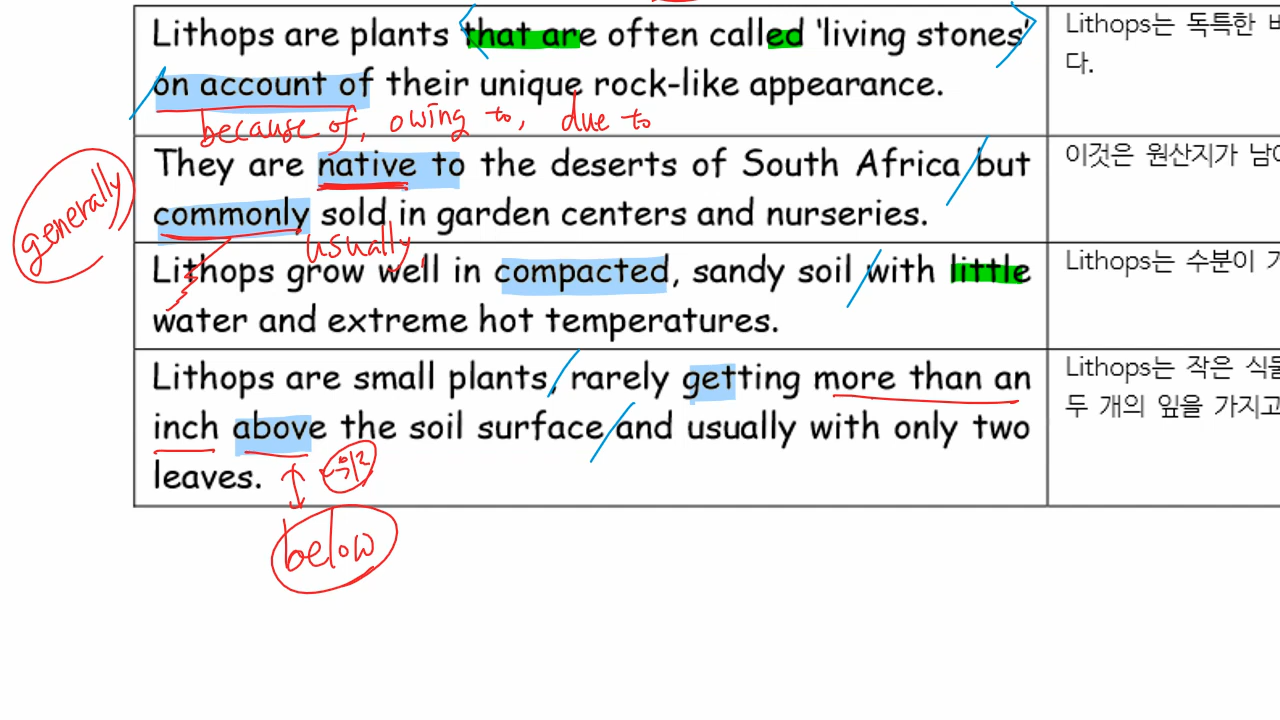 Lithops are plants that are often called 'living stones'
on account of their unique rock-like appearance.
because of, owing to, due to
They are native to the deserts of South Africa but
commonly sold in garden centers and nurseries.
generally
usually
Lithops grow well in compacted, sandy soil with little
water and extreme hot temperatures.
Lithops are small plants, rarely getting more than an
inch above the soil surface and usually with only two
leaves.
below
Lithops는 독특한
다.
이것은 원산지가
Lithops는 수분이
Lithops는 작은
두 개의 잎을 가지고